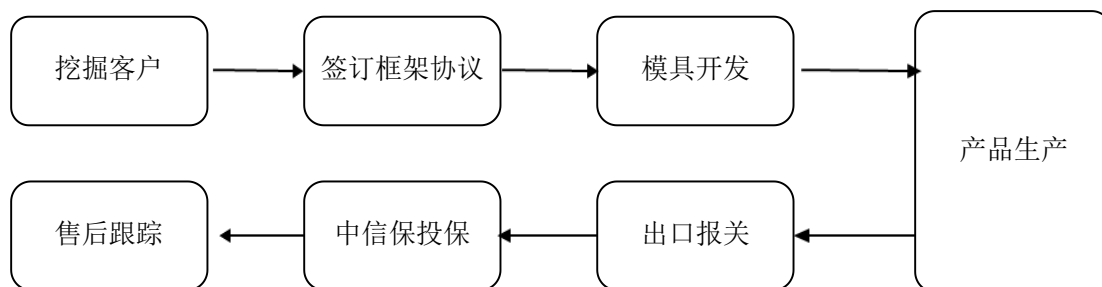 挖掘客户
签订框架协议
模具开发
产品生产
出口报关
中信保投保
售后跟踪